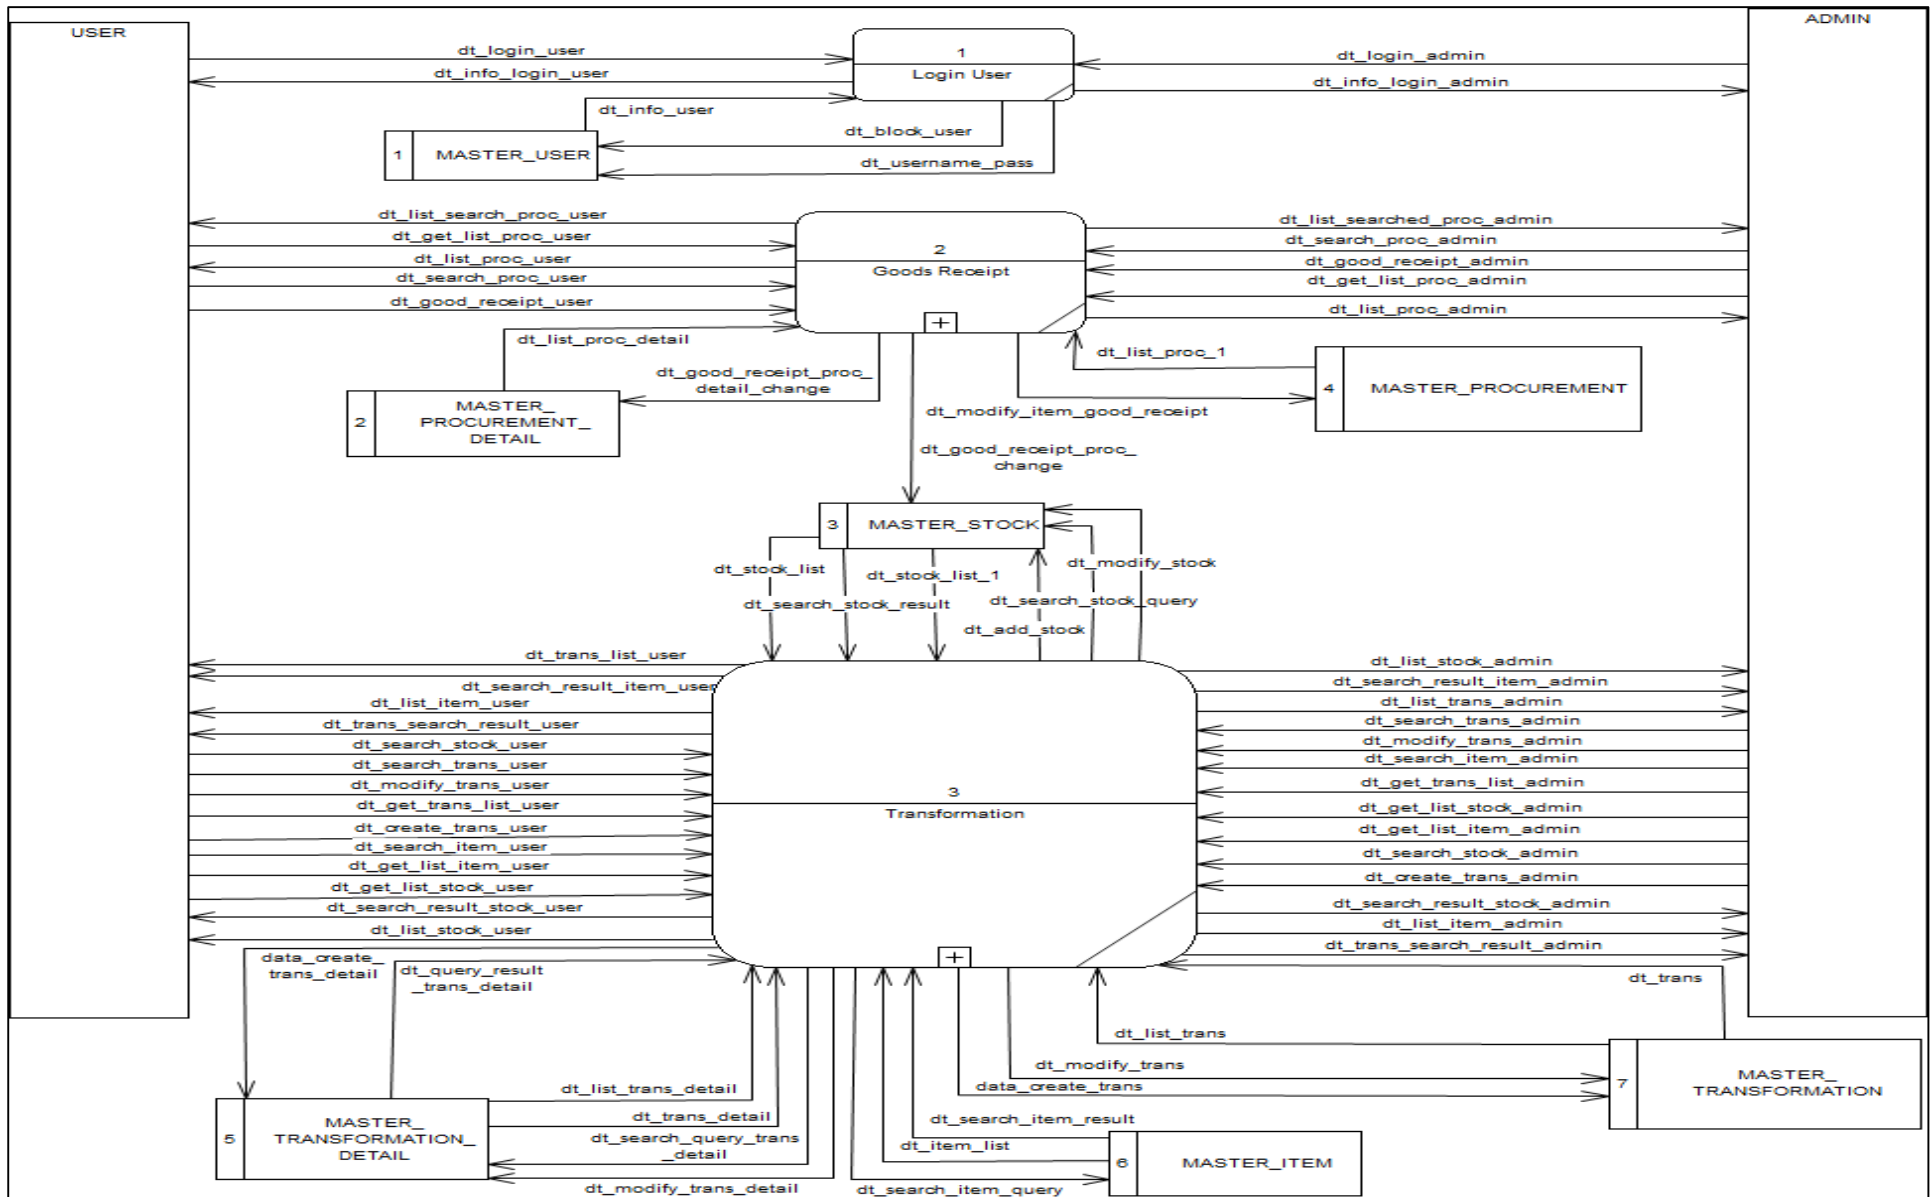 USER
ADMIN
dt_login_user
dt_info_login_user
1
Login User
dt_login_admin
dt_info_login_admin
dt_info_user
dt_block_user
dt_username_pass
1
MASTER_USER
dt_list_search_proc_user
dt_get_list_proc_user
dt_list_proc_user
dt_search_proc_user
dt_good_receipt_user
2
Goods Receipt
+
dt_list_searched_proc_admin
dt_search_proc_admin
dt_good_receipt_admin
dt_get_list_proc_admin
dt_list_proc_admin
dt_list_proc_detail
dt_good_receipt_proc_
detail_change
dt_list_proc_1
2
MASTER_
PROCUREMENT_
DETAIL
4
MASTER_PROCUREMENT
dt_modify_item_good_receipt
dt_good_receipt_proc_
change
3
MASTER_STOCK
dt_stock_list
dt_stock_list_1
dt_modify_stock
dt_search_stock_result
dt_search_stock_query
dt_add_stock
dt_trans_list_user
dt_search_result_item_user
dt_list_item_user
dt_trans_search_result_user
dt_search_stock_user
dt_search_trans_user
dt_modify_trans_user
dt_get_trans_list_user
dt_create_trans_user
dt_search_item_user
dt_get_list_item_user
dt_get_list_stock_user
dt_search_result_stock_user
dt_list_stock_user
3
Transformation
+
dt_list_stock_admin
dt_search_result_item_admin
dt_list_trans_admin
dt_search_trans_admin
dt_modify_trans_admin
dt_search_item_admin
dt_get_trans_list_admin
dt_get_list_stock_admin
dt_get_list_item_admin
dt_search_stock_admin
dt_create_trans_admin
dt_search_result_stock_admin
dt_list_item_admin
dt_trans_search_result_admin
data_create_
trans_detail
dt_query_result
_trans_detail
dt_trans
dt_list_trans
dt_modify_trans
data_create_trans
7
MASTER_
TRANSFORMATION
dt_list_trans_detail
dt_trans_detail
dt_search_query_trans
_detail
dt_modify_trans_detail
5
MASTER_
TRANSFORMATION_
DETAIL
dt_search_item_result
dt_item_list
dt_search_item_query
6
MASTER_ITEM